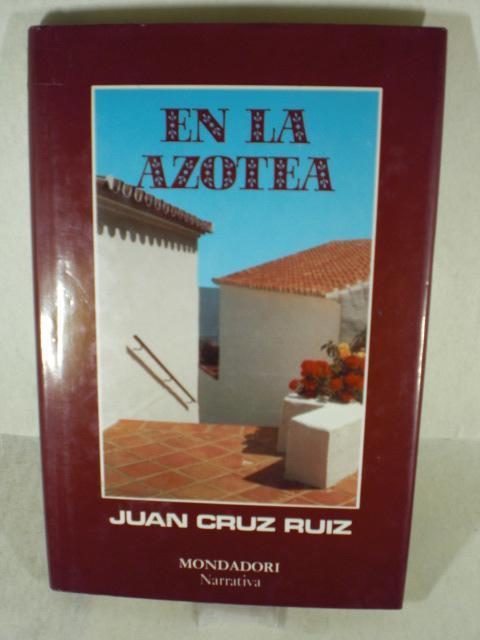 EN LA
AZOTEA
JUAN CRUZ RUIZ
MONDADORI
Narrativa